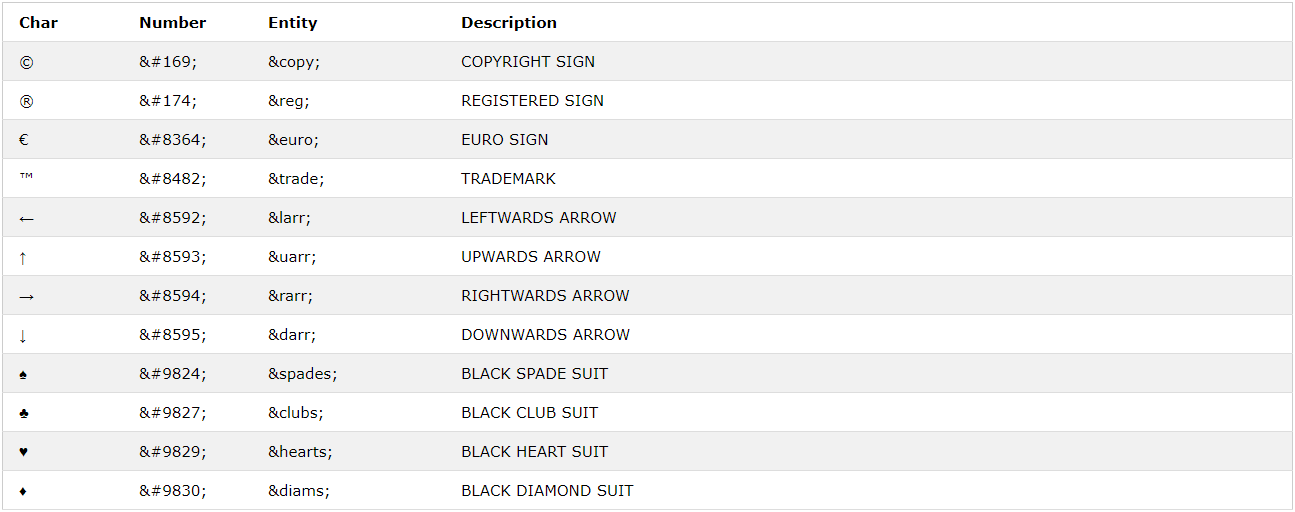 Char Number Entity Description
© &#169; &copy; COPYRIGHT SIGN
® &#174; &reg; REGISTERED SIGN
€ &#8364; &euro; EURO SIGN
™ &#8482; &trade; TRADEMARK
← &#8592; &larr; LEFTWARDS ARROW
↑ &#8593; &uarr; UPWARDS ARROW
→ &#8594; &rarr; RIGHTWARDS ARROW
↓ &#8595; &darr; DOWNWARDS ARROW
♠ &#9824; &spades; BLACK SPADE SUIT
♣ &#9827; &clubs; BLACK CLUB SUIT
♥ &#9829; &hearts; BLACK HEART SUIT
♦ &#9830; &diams; BLACK DIAMOND SUIT